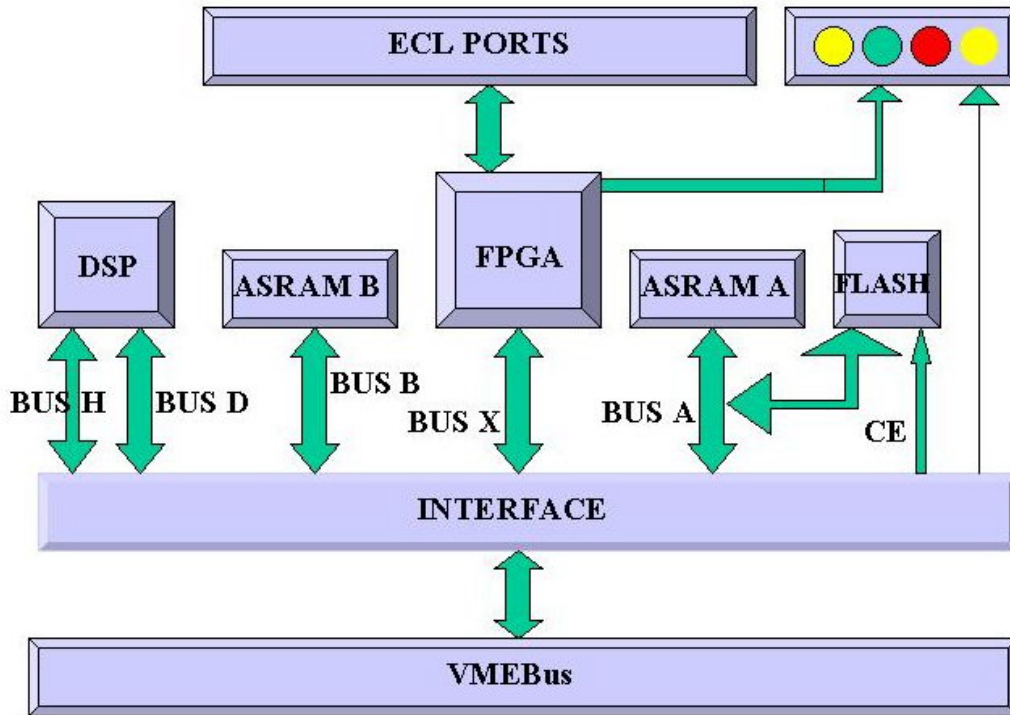 ECL PORTS
DSP
ASRAM B
FPGA
ASRAM A
FLASH
BUS H
BUS D
BUS B
BUS X
BUS A
CE
INTERFACE
VMEBus